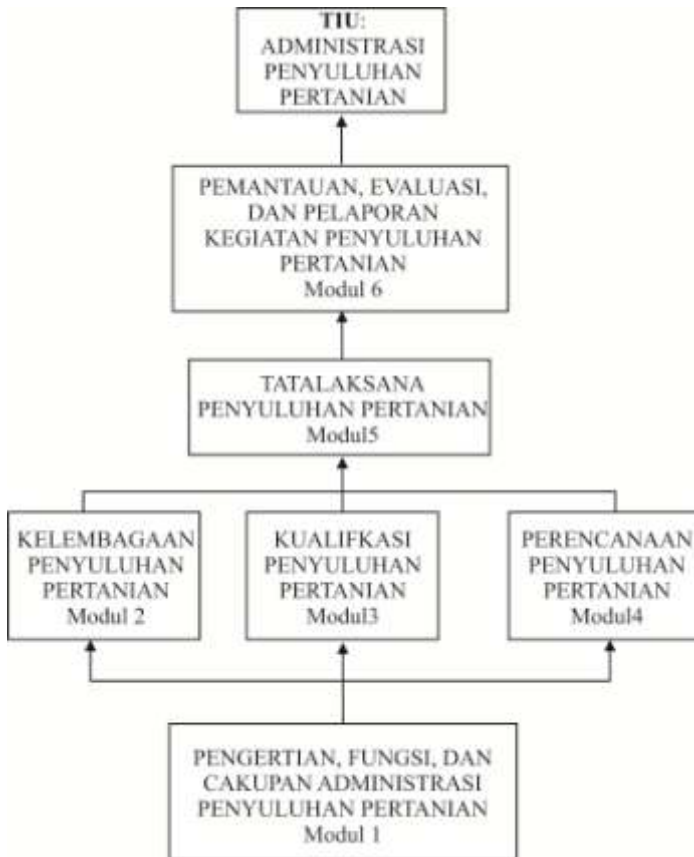 TIU:
ADMINISTRASI
PENYULUHAN
PERTANIAN
PEMANTAUAN, EVALUASI,
DAN PELAPORAN
KEGIATAN PENYULUHAN
PERTANIAN
Modul 6
TATALAKSANA
PENYULUHAN PERTANIAN
Modul5
KELEMBAGAAN
PENYULUHAN
PERTANIAN
Modul 2
KUALIFKASI
PENYULUHAN
PERTANIAN
Modul3
PERENCANAAN
PENYULUHAN
PERTANIAN
Modul4
PENGERTIAN, FUNGSI, DAN
CAKUPAN ADMINISTRASI
PENYULUHAN PERTANIAN
Modul 1